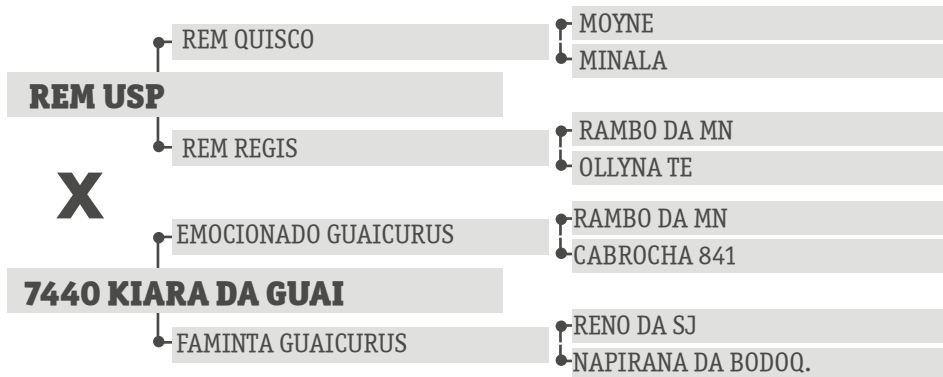 MOYNE
REM QUISCO
MINALA
REM USP
RAMBO DA MN
REM REGIS
OLLYNA TE
X
RAMBO DA MN
EMOCIONADO GUAICURUS
CABROCHA 841
7440 KIARA DA GUAI
RENO DA SJ
FAMINTA GUAICURUS
NAPIRANA DA BODOQ.